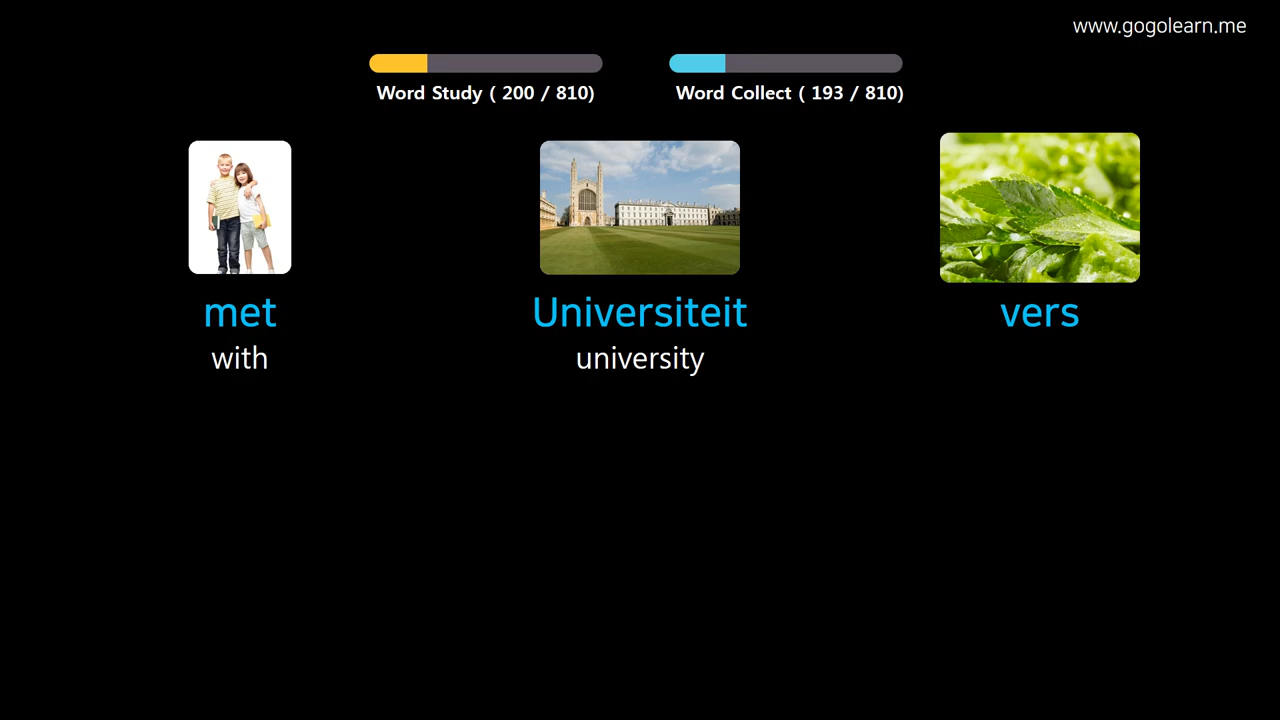 www.gogolearn.me
Word Study ( 200 / 810)
Word Collect ( 193 / 810)
met
with
Universiteit
university
vers